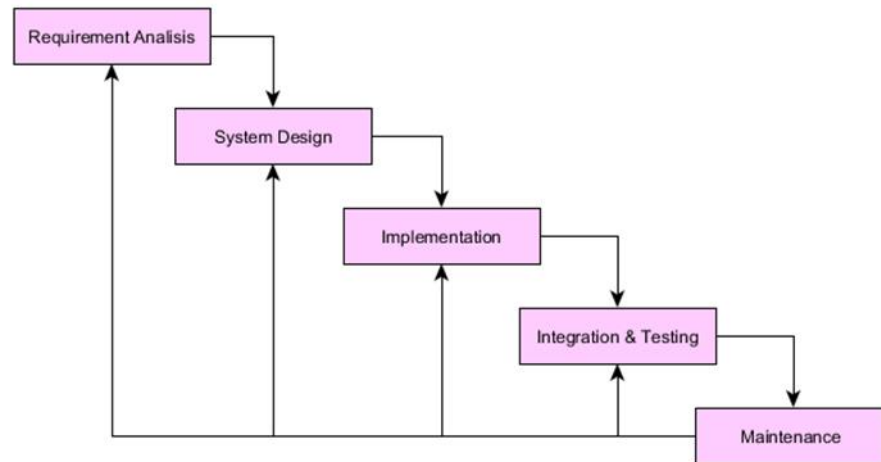 Requirement Analisis
System Design
Implementation
Integration & Testing
Maintenance